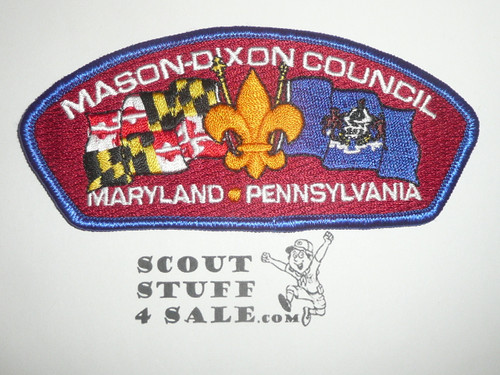 MASON-DIXON COUNCIL
MARYLAND • PENNSYLVANIA
SCOUT
STUFF
4 SALE.COM